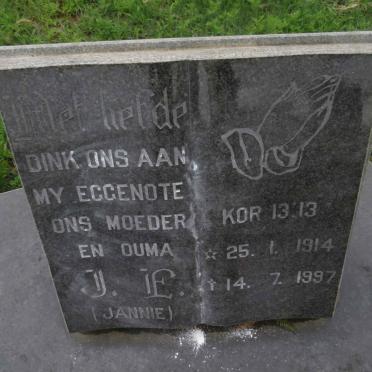 Met liefde
DINK ONS AAN
MY EGGENOTE
ONS MOEDER
EN OUMA
J. E.
(JANNIE)
KOR 13:13
☆ 25. 1. 1914
† 14. 7. 1997